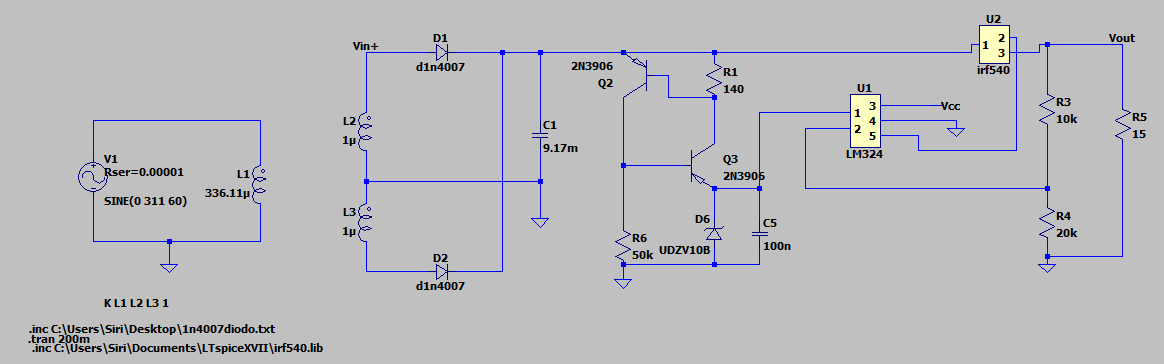 Vin+
D1
d1n4007
2N3906
Q2
R1
140
U2
1
2
3
irf540
Vout
U1
1
2
3
4
5
LM324
Vcc
R3
10k
R5
15
L2
1µ
C1
9.17m
V1
Rser=0.00001
SINE(0 311 60)
L1
336.11µ
Q3
2N3906
L3
1µ
D6
UDZV10B
C5
100n
R4
20k
R6
50k
D2
d1n4007
K L1 L2 L3 1
.inc C:\Users\Siri\Desktop\1n4007diodo.txt
.tran 200m
.inc C:\Users\Siri\Documents\LTspiceXVII\irf540.lib